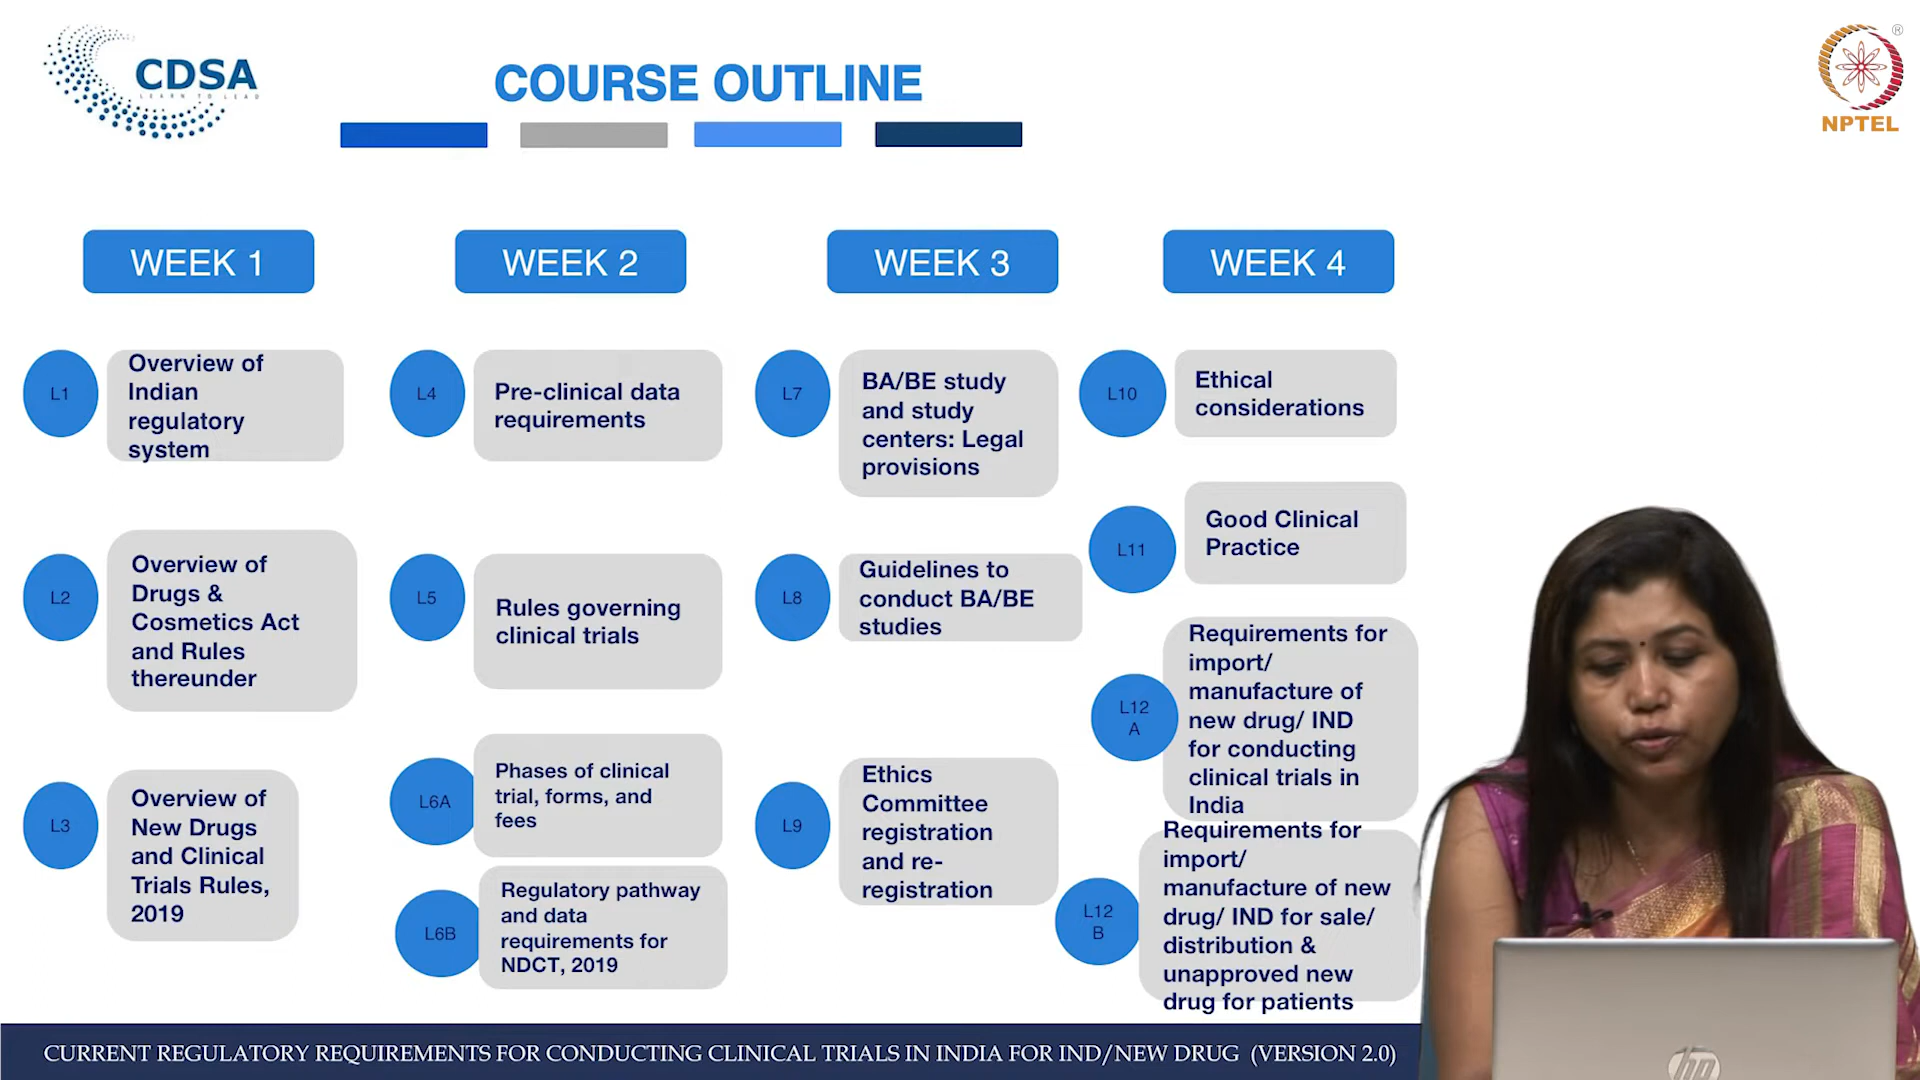 CDSA
LEARN TO LEAD
COURSE OUTLINE
®
NPTEL
WEEK 1
L1
Overview of
Indian
regulatory
system
L2
Overview of
Drugs &
Cosmetics Act
and Rules
thereunder
L3
Overview of
New Drugs
and Clinical
Trials Rules,
2019
WEEK 2
L4
Pre-clinical data
requirements
L5
Rules governing
clinical trials
L6A
Phases of clinical
trial, forms, and
fees
L6B
Regulatory pathway
and data
requirements for
NDCT, 2019
WEEK 3
L7
BA/BE study
and study
centers: Legal
provisions
L8
Guidelines to
conduct BA/BE
studies
L9
Ethics
Committee
registration
and re-
registration
WEEK 4
L10
Ethical
considerations
L11
Good Clinical
Practice
L12
A
Requirements for
import/
manufacture of
new drug/ IND
for conducting
clinical trials in
India
L12
B
Requirements for
import/
manufacture of new
drug/ IND for sale/
distribution &
unapproved new
drug for patients
CURRENT REGULATORY REQUIREMENTS FOR CONDUCTING CLINICAL TRIALS IN INDIA FOR IND/NEW DRUG (VERSION 2.0)
hp